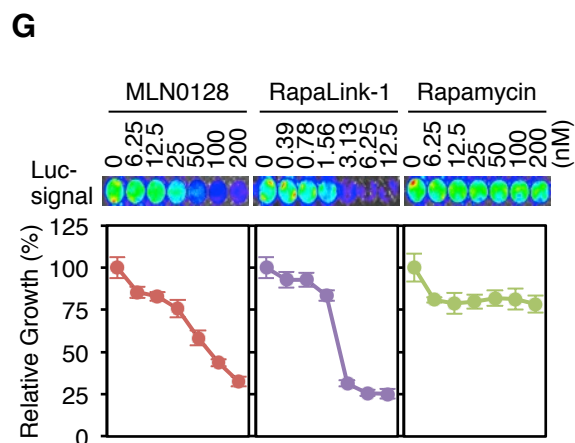 G
MLN0128 RapaLink-1 Rapamycin
0 6.25 12.5 25 50 100 200 0 0.39 0.78 1.56 3.13 6.25 12.5 0 6.25 12.5 25 50 100 200 (nM)
Luc-
signal
Relative Growth (%)
125
100
75
50
25
0